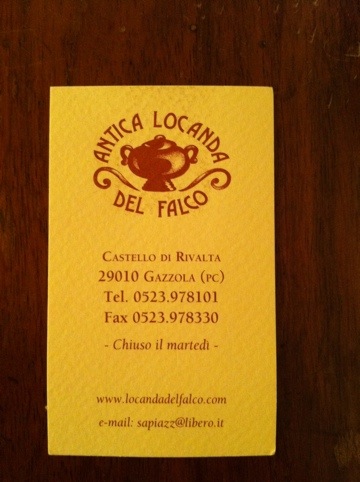 ANTICA LOCANDA
DEL FALCO
CASTELLO DI RIVALTA
29010 GAZZOLA (PC)
Tel. 0523.978101
Fax 0523.978330
- Chiuso il martedì -
www.locandadelfalco.com
e-mail: sapiazz@libero.it